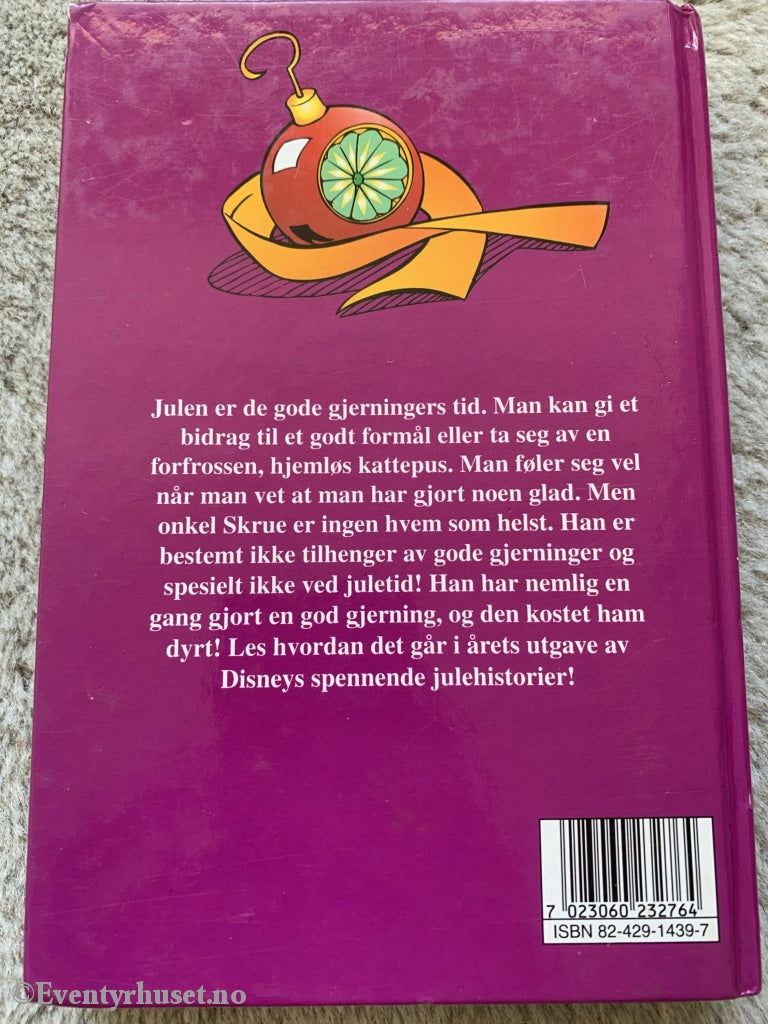 Julen er de gode gjerningers tid. Man kan gi et
bidrag til et godt formål eller ta seg av en
forfrossen, hjemløs kattepus. Man føler seg vel
når man vet at man har gjort noen glad. Men
onkel Skrue er ingen hvem som helst. Han er
bestemt ikke tilhenger av gode gjerninger og
spesielt ikke ved juletid! Han har nemlig en
gang gjort en god gjerning, og den kostet ham
dyrt! Les hvordan det går i årets utgave av
Disneys spennende julehistorier!
7 023060 232764
ISBN 82-429-1439-7
©Eventyrhuset.no